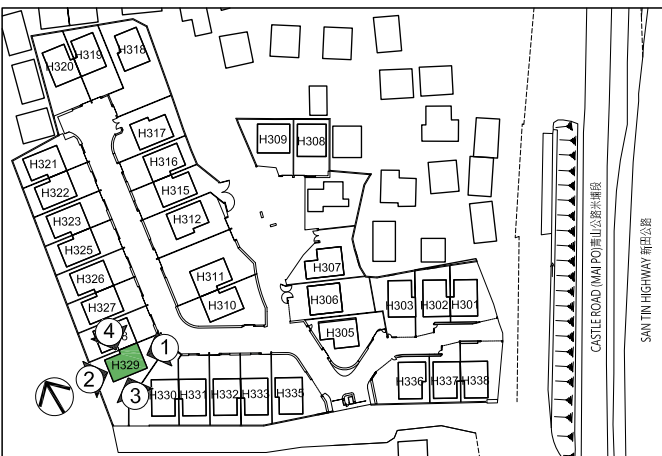 H319
H318
H320
H317
H309
H308
H316
H321
H315
H322
H312
H323
H325
H307
H311
H326
H306
H303
H302
H301
H310
H327
H305
4
1
H329
2
3
H336
H337
H338
H330
H331
H332
H333
H335
CASTLE ROAD (MAI PO)青山公路米埔段
SAN TIN HIGHWAY 新田公路